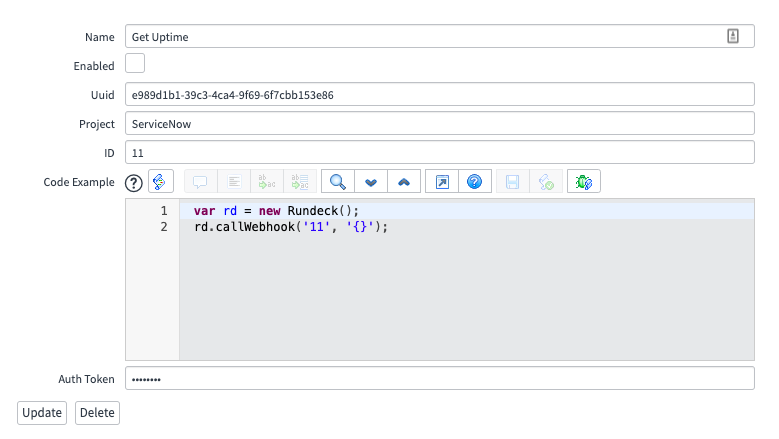 Name Get Uptime
Enabled
Uuid e989d1b1-39c3-4ca4-9f69-6f7cbb153e86
Project ServiceNow
ID 11
Code Example
1 var rd = new Rundeck();
2 rd.callWebhook('11', '{}');
Auth Token ••••••••
Update Delete